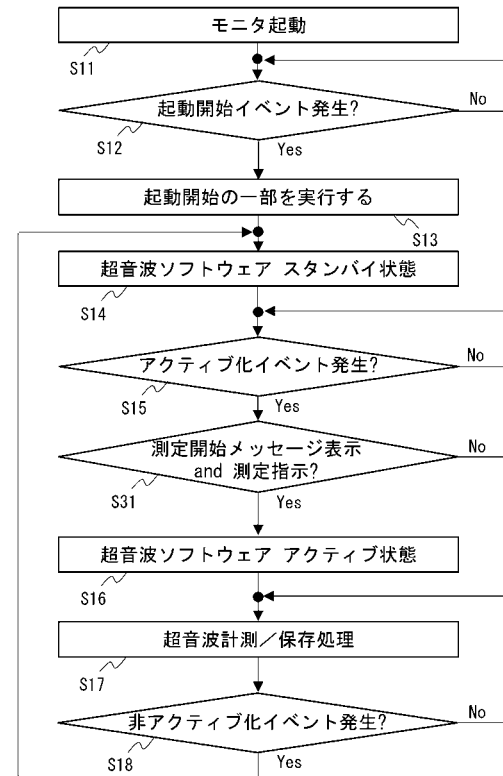 モニタ起動
S11
起動開始イベント発生?
No
S12
Yes
起動開始の一部を実行する
S13
超音波ソフトウェア スタンバイ状態
S14
アクティブ化イベント発生?
No
S15
Yes
測定開始メッセージ表示
and 測定指示?
No
S31
Yes
超音波ソフトウェア アクティブ状態
S16
超音波計測/保存処理
S17
非アクティブ化イベント発生?
No
S18
Yes